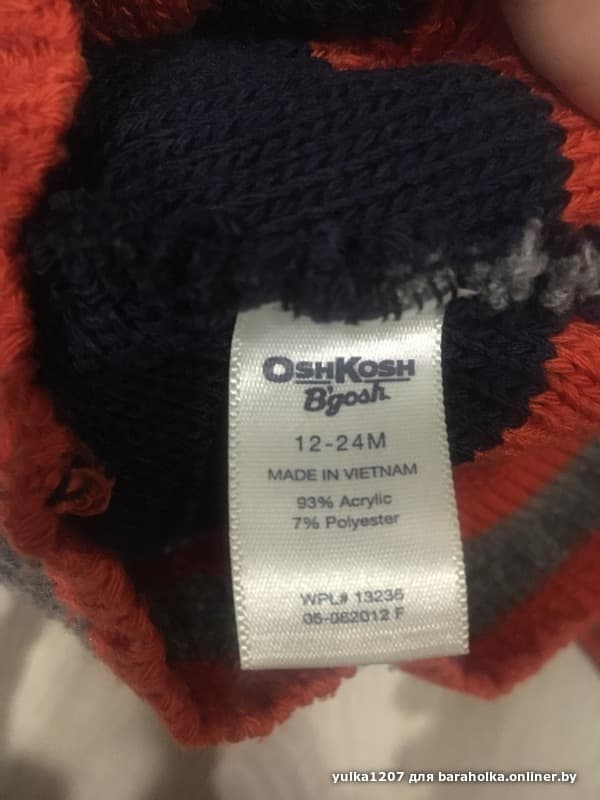 OSHKOSH
B'gosh
12-24M
MADE IN VIETNAM
93% Acrylic
7% Polyester
WPL# 13236
05-082012 F
yulka1207 для baraholka.onliner.by